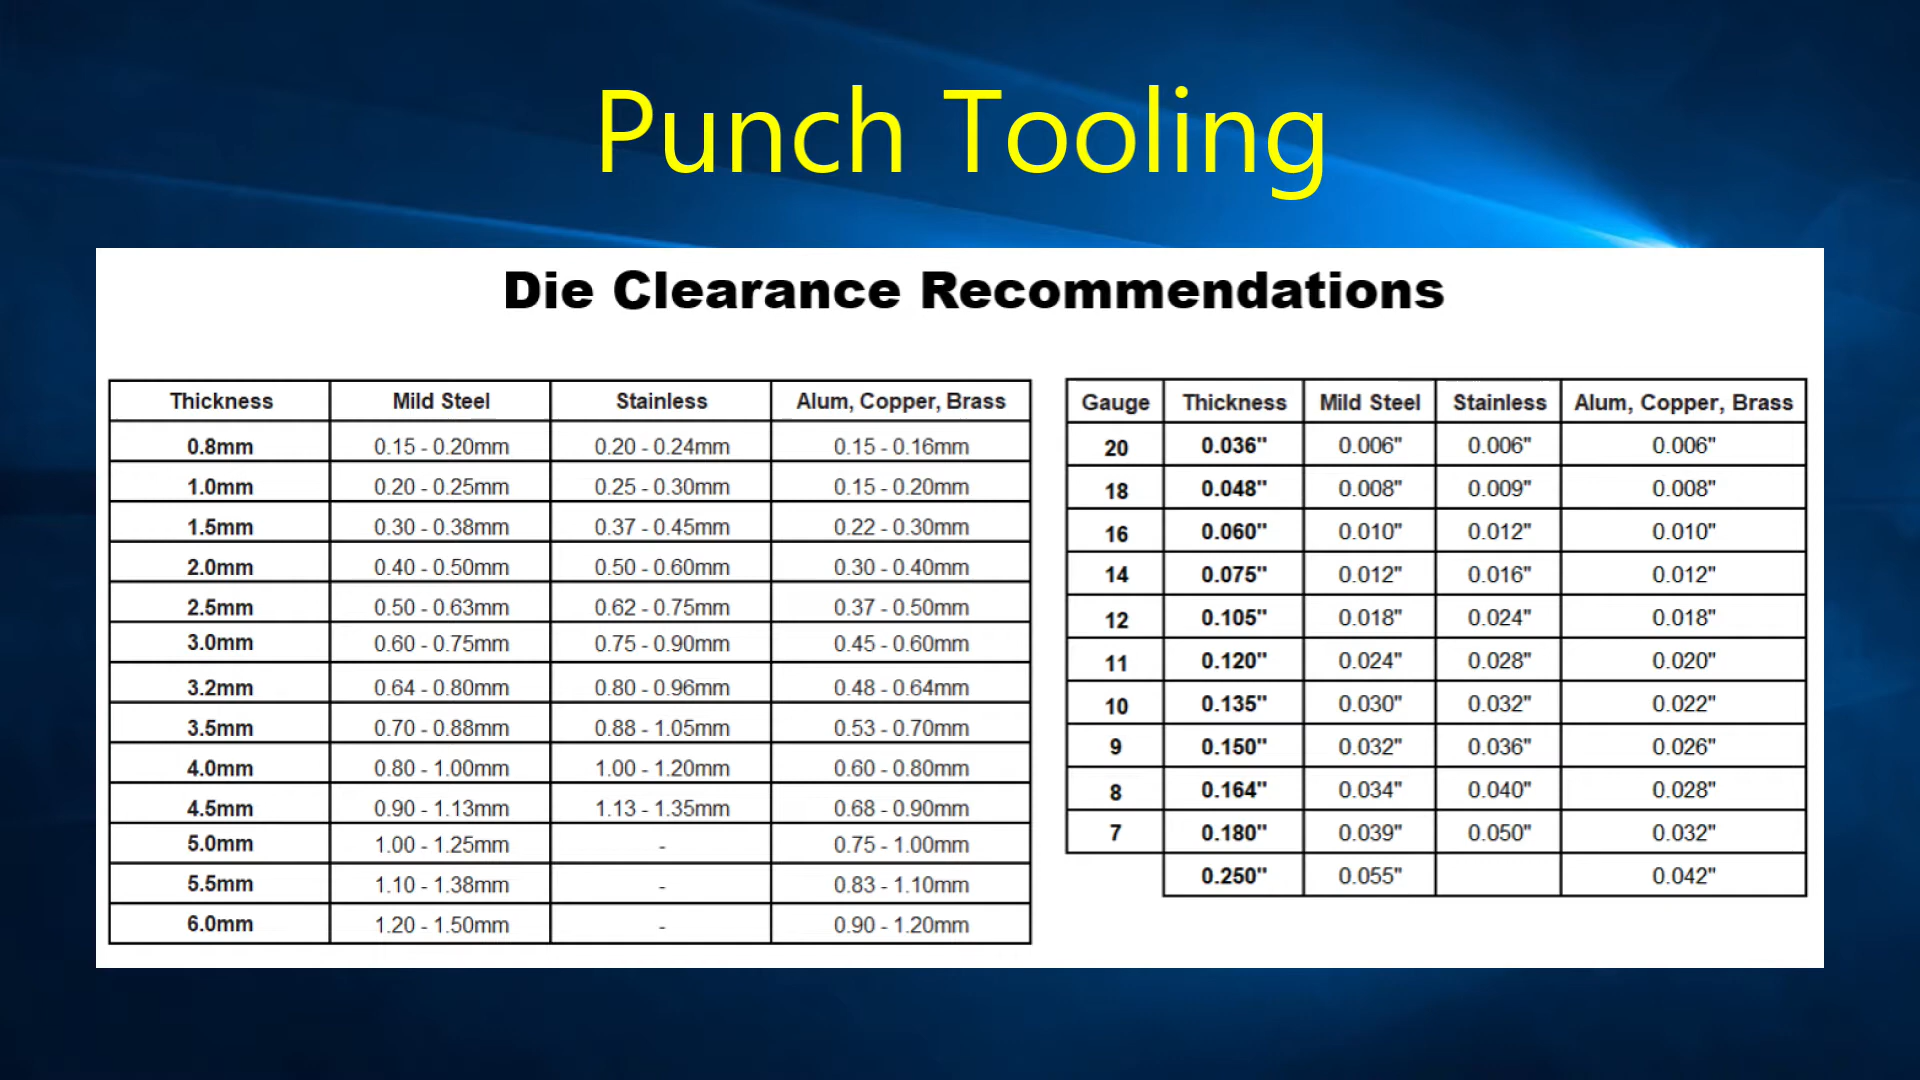 Punch Tooling
Die Clearance Recommendations
Thickness Mild Steel Stainless Alum, Copper, Brass
0.8mm 0.15 - 0.20mm 0.20 - 0.24mm 0.15 - 0.16mm
1.0mm 0.20 - 0.25mm 0.25 - 0.30mm 0.15 - 0.20mm
1.5mm 0.30 - 0.38mm 0.37 - 0.45mm 0.22 - 0.30mm
2.0mm 0.40 - 0.50mm 0.50 - 0.60mm 0.30 - 0.40mm
2.5mm 0.50 - 0.63mm 0.62 - 0.75mm 0.37 - 0.50mm
3.0mm 0.60 - 0.75mm 0.75 - 0.90mm 0.45 - 0.60mm
3.2mm 0.64 - 0.80mm 0.80 - 0.96mm 0.48 - 0.64mm
3.5mm 0.70 - 0.88mm 0.88 - 1.05mm 0.53 - 0.70mm
4.0mm 0.80 - 1.00mm 1.00 - 1.20mm 0.60 - 0.80mm
4.5mm 0.90 - 1.13mm 1.13 - 1.35mm 0.68 - 0.90mm
5.0mm 1.00 - 1.25mm - 0.75 - 1.00mm
5.5mm 1.10 - 1.38mm - 0.83 - 1.10mm
6.0mm 1.20 - 1.50mm - 0.90 - 1.20mm
Gauge Thickness Mild Steel Stainless Alum, Copper, Brass
20 0.036" 0.006" 0.006" 0.006"
18 0.048" 0.008" 0.009" 0.008"
16 0.060" 0.010" 0.012" 0.010"
14 0.075" 0.012" 0.016" 0.012"
12 0.105" 0.018" 0.024" 0.018"
11 0.120" 0.024" 0.028" 0.020"
10 0.135" 0.030" 0.032" 0.022"
9 0.150" 0.032" 0.036" 0.026"
8 0.164" 0.034" 0.040" 0.028"
7 0.180" 0.039" 0.050" 0.032"
0.250" 0.055" 0.042"